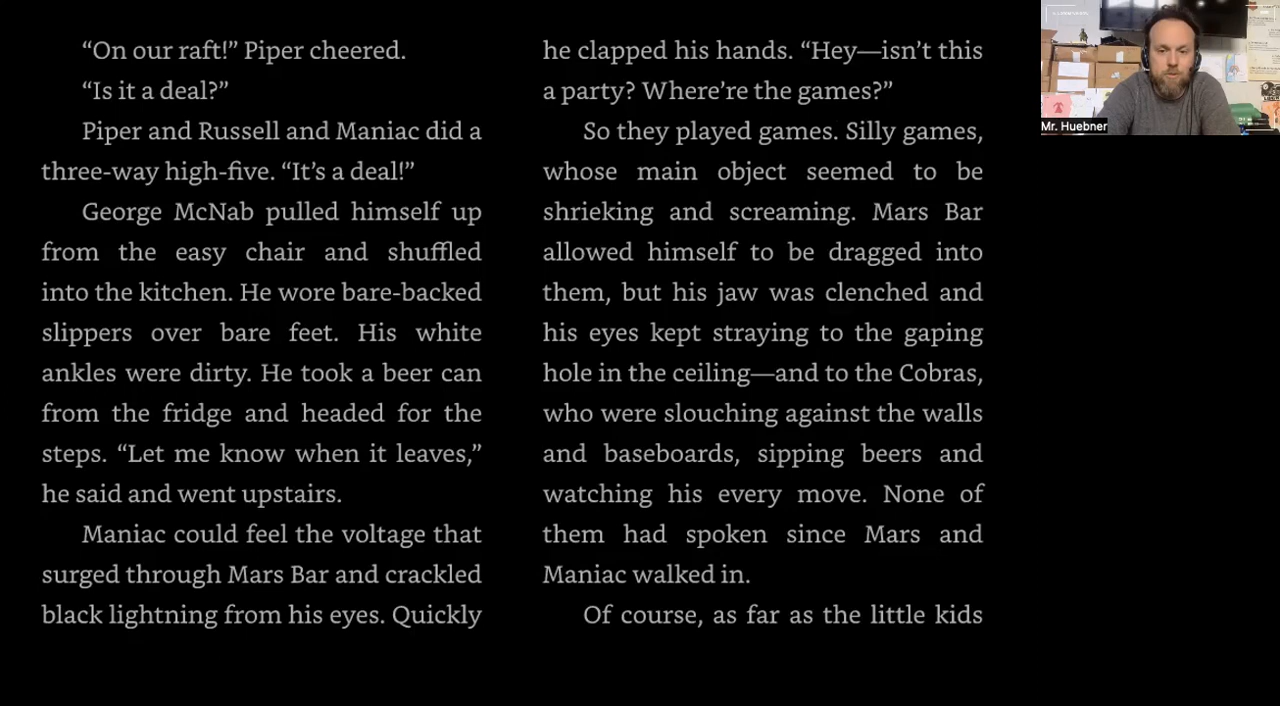 “On our raft!” Piper cheered.
“Is it a deal?”
Piper and Russell and Maniac did a
three-way high-five. “It’s a deal!”
George McNab pulled himself up
from the easy chair and shuffled
into the kitchen. He wore bare-backed
slippers over bare feet. His white
ankles were dirty. He took a beer can
from the fridge and headed for the
steps. “Let me know when it leaves,”
he said and went upstairs.
Maniac could feel the voltage that
surged through Mars Bar and crackled
black lightning from his eyes. Quickly
he clapped his hands. “Hey—isn’t this
a party? Where’re the games?”
So they played games. Silly games,
whose main object seemed to be
shrieking and screaming. Mars Bar
allowed himself to be dragged into
them, but his jaw was clenched and
his eyes kept straying to the gaping
hole in the ceiling—and to the Cobras,
who were slouching against the walls
and baseboards, sipping beers and
watching his every move. None of
them had spoken since Mars and
Maniac walked in.
Of course, as far as the little kids
Mr. Huebner